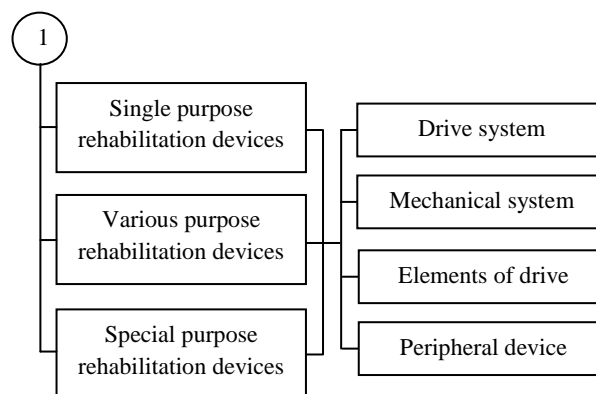 1
Single purpose
rehabilitation devices
Various purpose
rehabilitation devices
Special purpose
rehabilitation devices
Drive system
Mechanical system
Elements of drive
Peripheral device